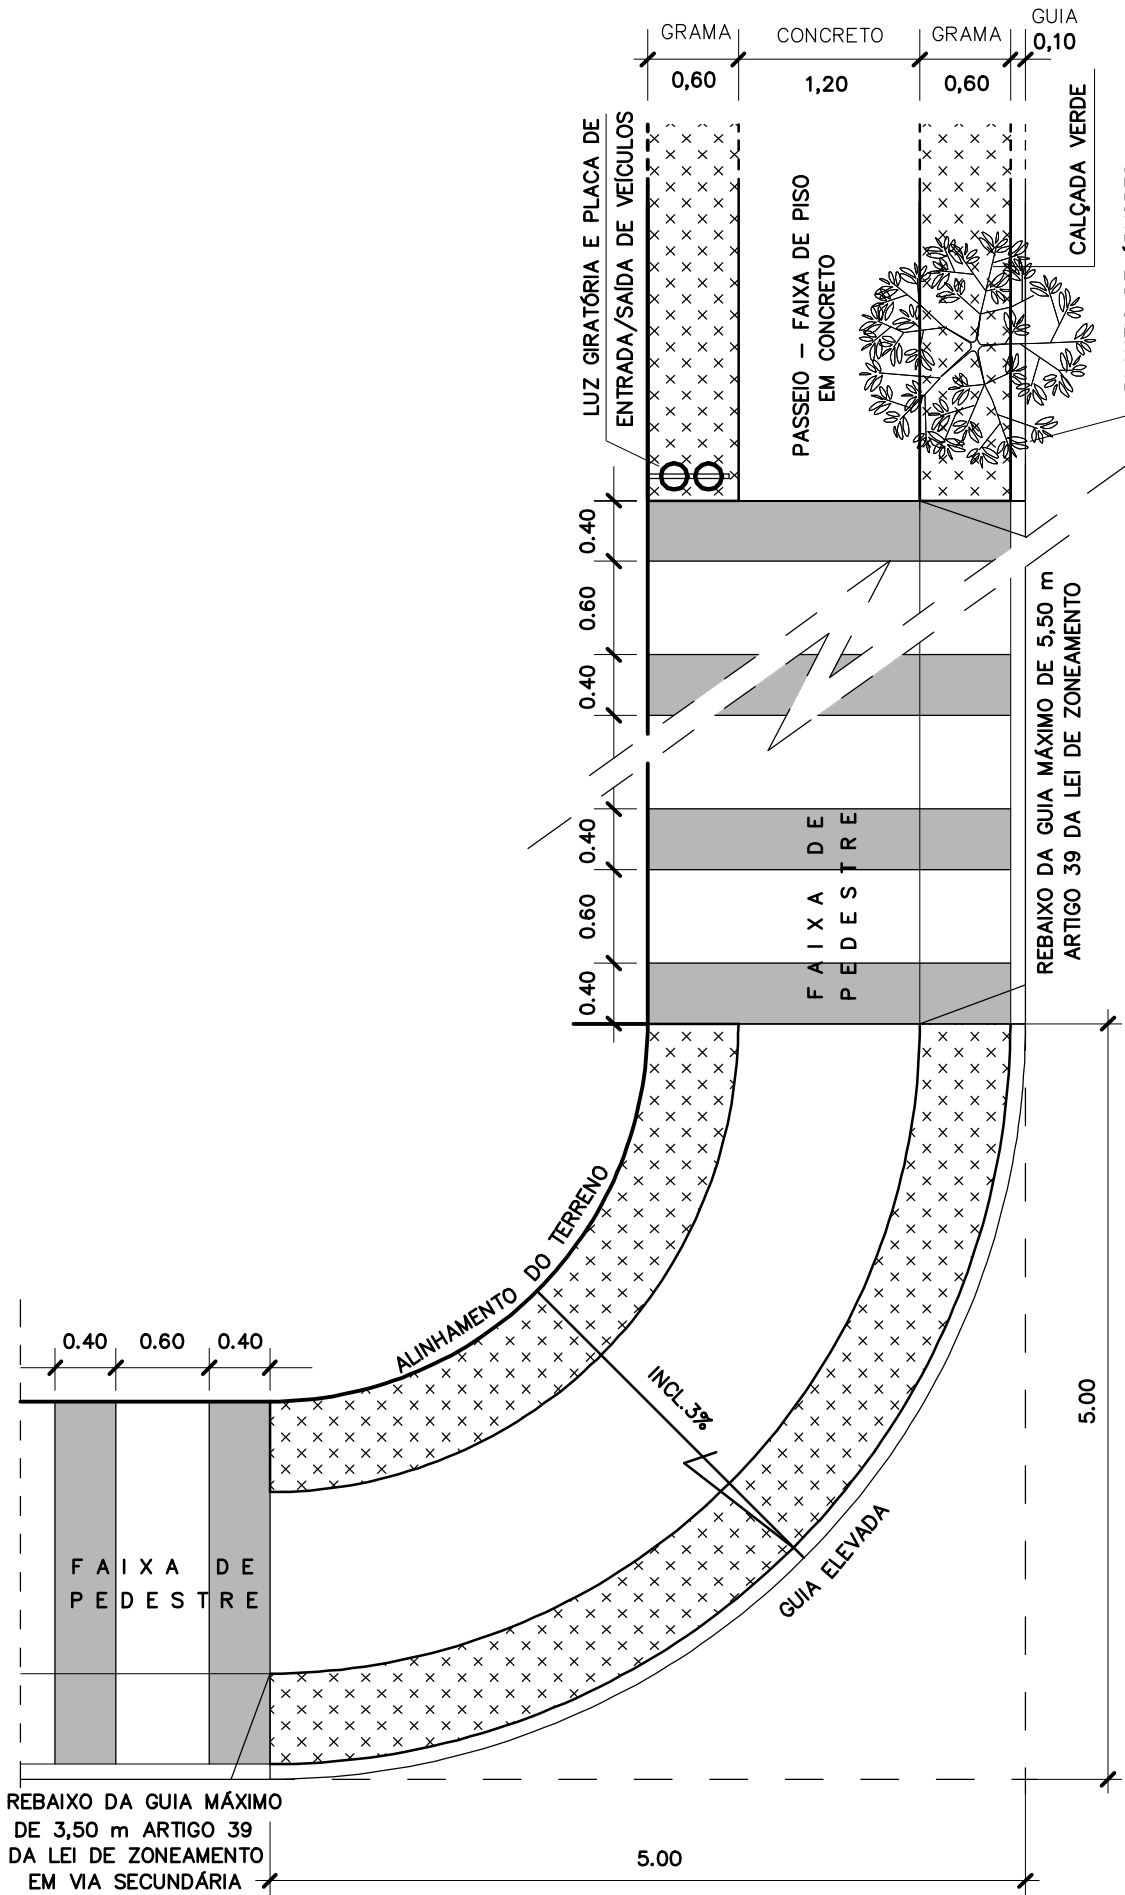 GRAMA
CONCRETO
GRAMA
GUIA
0,10
0,60
1,20
0,60
LUZ GIRATÓRIA E PLACA DE
ENTRADA/SAÍDA DE VEÍCULOS
PASSEIO - FAIXA DE PISO
EM CONCRETO
CALÇADA VERDE
0.40
0.60
0.40
0.40
0.60
0.40
FAIXA DE
PEDESTRE
REBAIXO DA GUIA MÁXIMO DE 5,50 m
ARTIGO 39 DA LEI DE ZONEAMENTO
ALINHAMENTO DO TERRENO
INCL.3%
GUIA ELEVADA
5.00
0.40
0.60
0.40
FAIXA DE
PEDESTRE
REBAIXO DA GUIA MÁXIMO
DE 3,50 m ARTIGO 39
DA LEI DE ZONEAMENTO
EM VIA SECUNDÁRIA
5.00